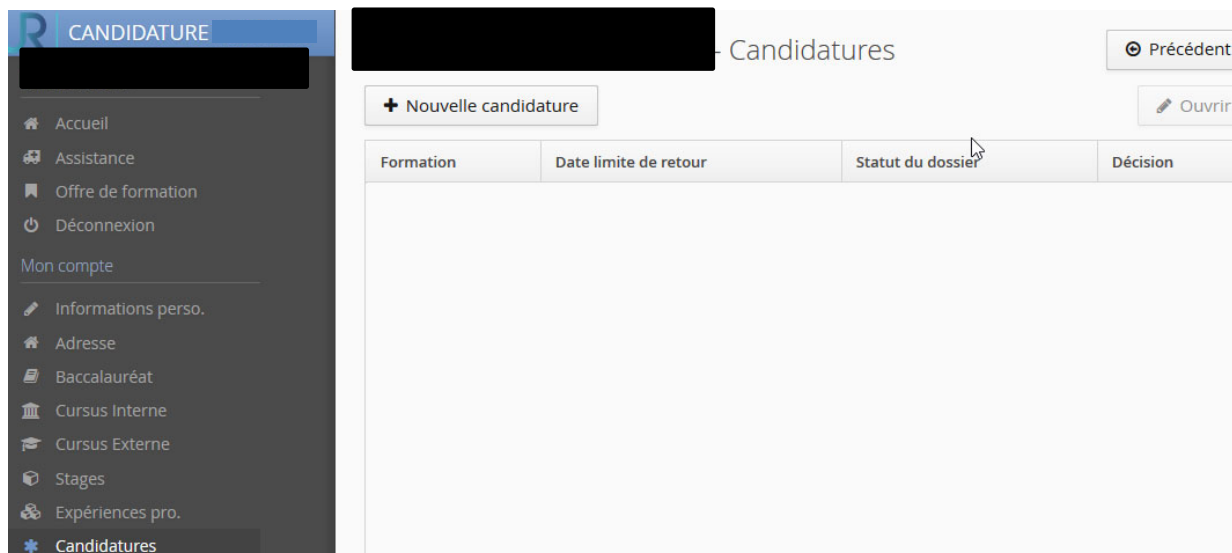 CANDIDATURE
Accueil
Assistance
Offre de formation
Déconnexion
Mon compte
Informations perso.
Adresse
Baccalauréat
Cursus Interne
Cursus Externe
Stages
Expériences pro.
Candidatures
- Candidatures
Précédent
+ Nouvelle candidature
Ouvrir
Formation Date limite de retour Statut du dossier Décision